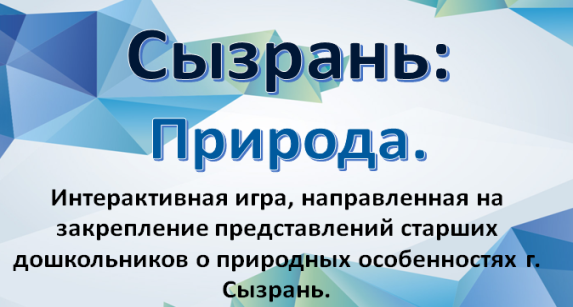 Сызрань:
Природа.
Интерактивная игра, направленная на
закрепление представлений старших
дошкольников о природных особенностях г.
Сызрань.